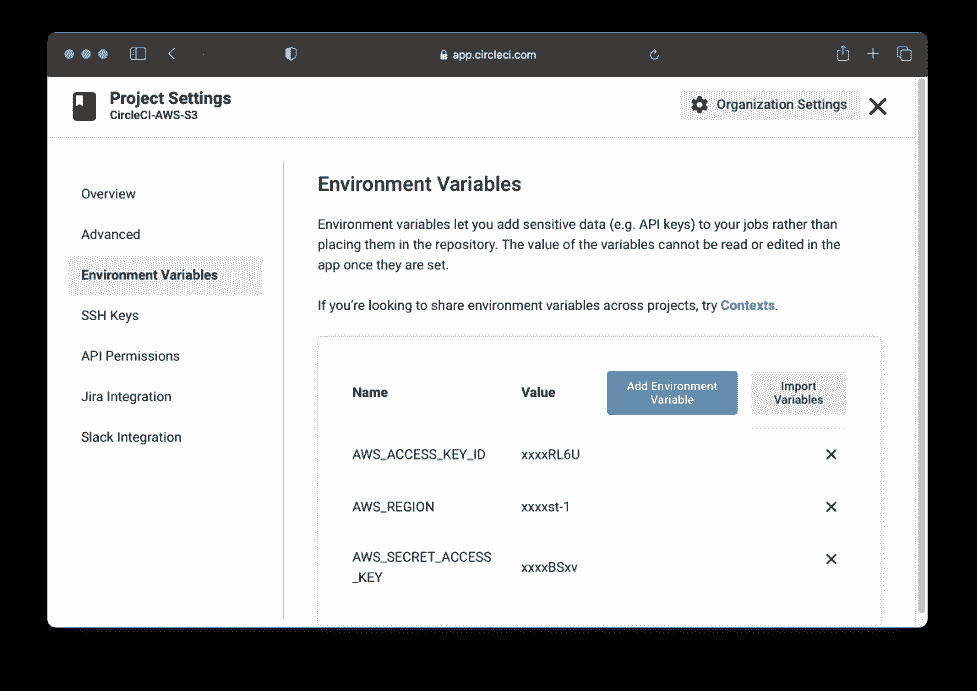 app.circleci.com
Project Settings
CircleCI-AWS-S3
Organization Settings
Overview
Advanced
Environment Variables
SSH Keys
API Permissions
Jira Integration
Slack Integration
Environment Variables
Environment variables let you add sensitive data (e.g. API keys) to your jobs rather than
placing them in the repository. The value of the variables cannot be read or edited in the
app once they are set.
If you're looking to share environment variables across projects, try Contexts.
Name Value Add Environment
Variable
Import
Variables
AWS_ACCESS_KEY_ID xxxxRL6U
AWS_REGION xxxxst-1
AWS_SECRET_ACCESS
_KEY
xxxxBSxv